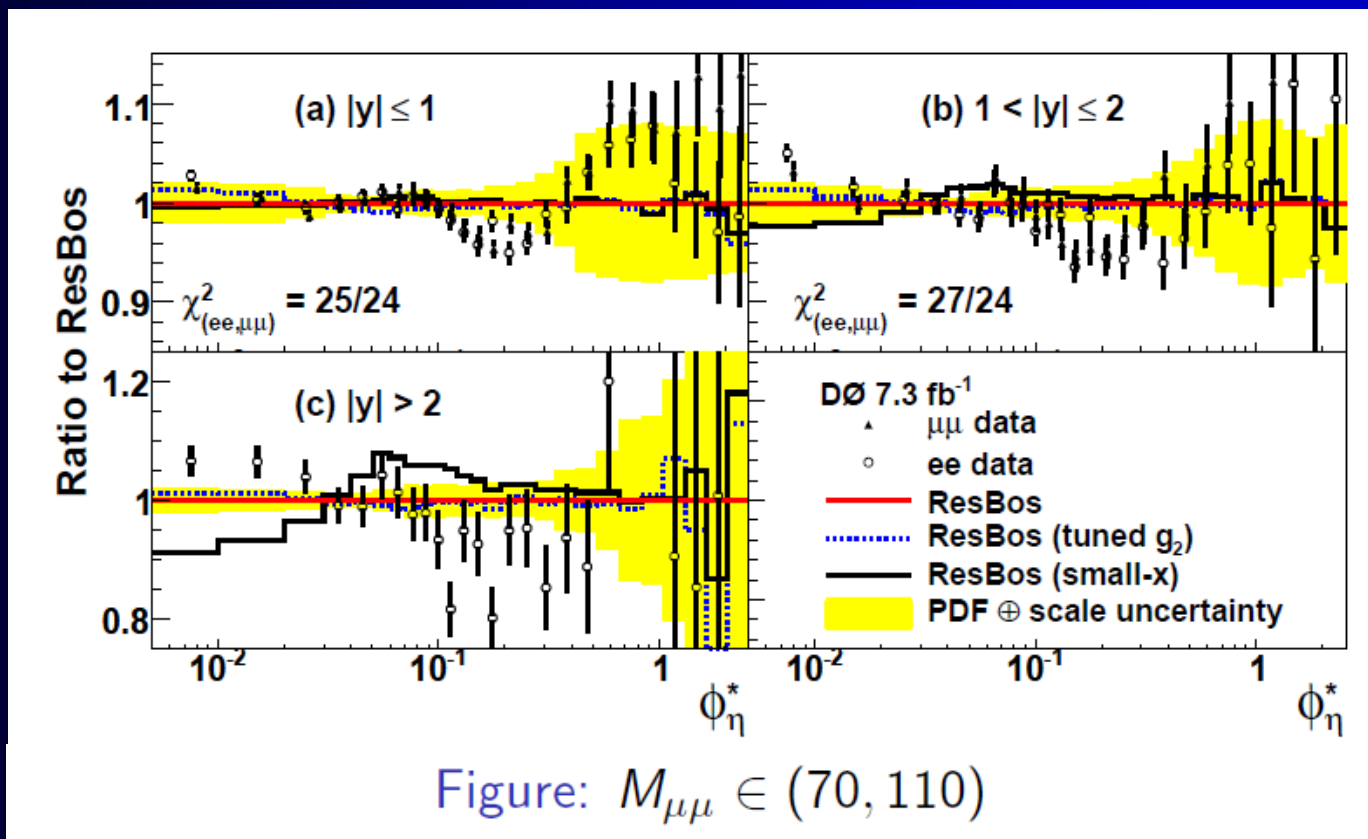 Ratio to ResBos
(a) |y| ≤ 1
1.1
1
0.9
χ²(ee,μμ) = 25/24
(b) 1 < |y| ≤ 2
χ²(ee,μμ) = 27/24
(c) |y| > 2
1.2
1
0.8
10⁻² 10⁻¹ 1
ϕ*η
DØ 7.3 fb⁻¹
μμ data
ee data
ResBos
ResBos (tuned g₂)
ResBos (small-x)
PDF ⊕ scale uncertainty
10⁻² 10⁻¹ 1
ϕ*η
Figure: Mμμ ∈ (70, 110)